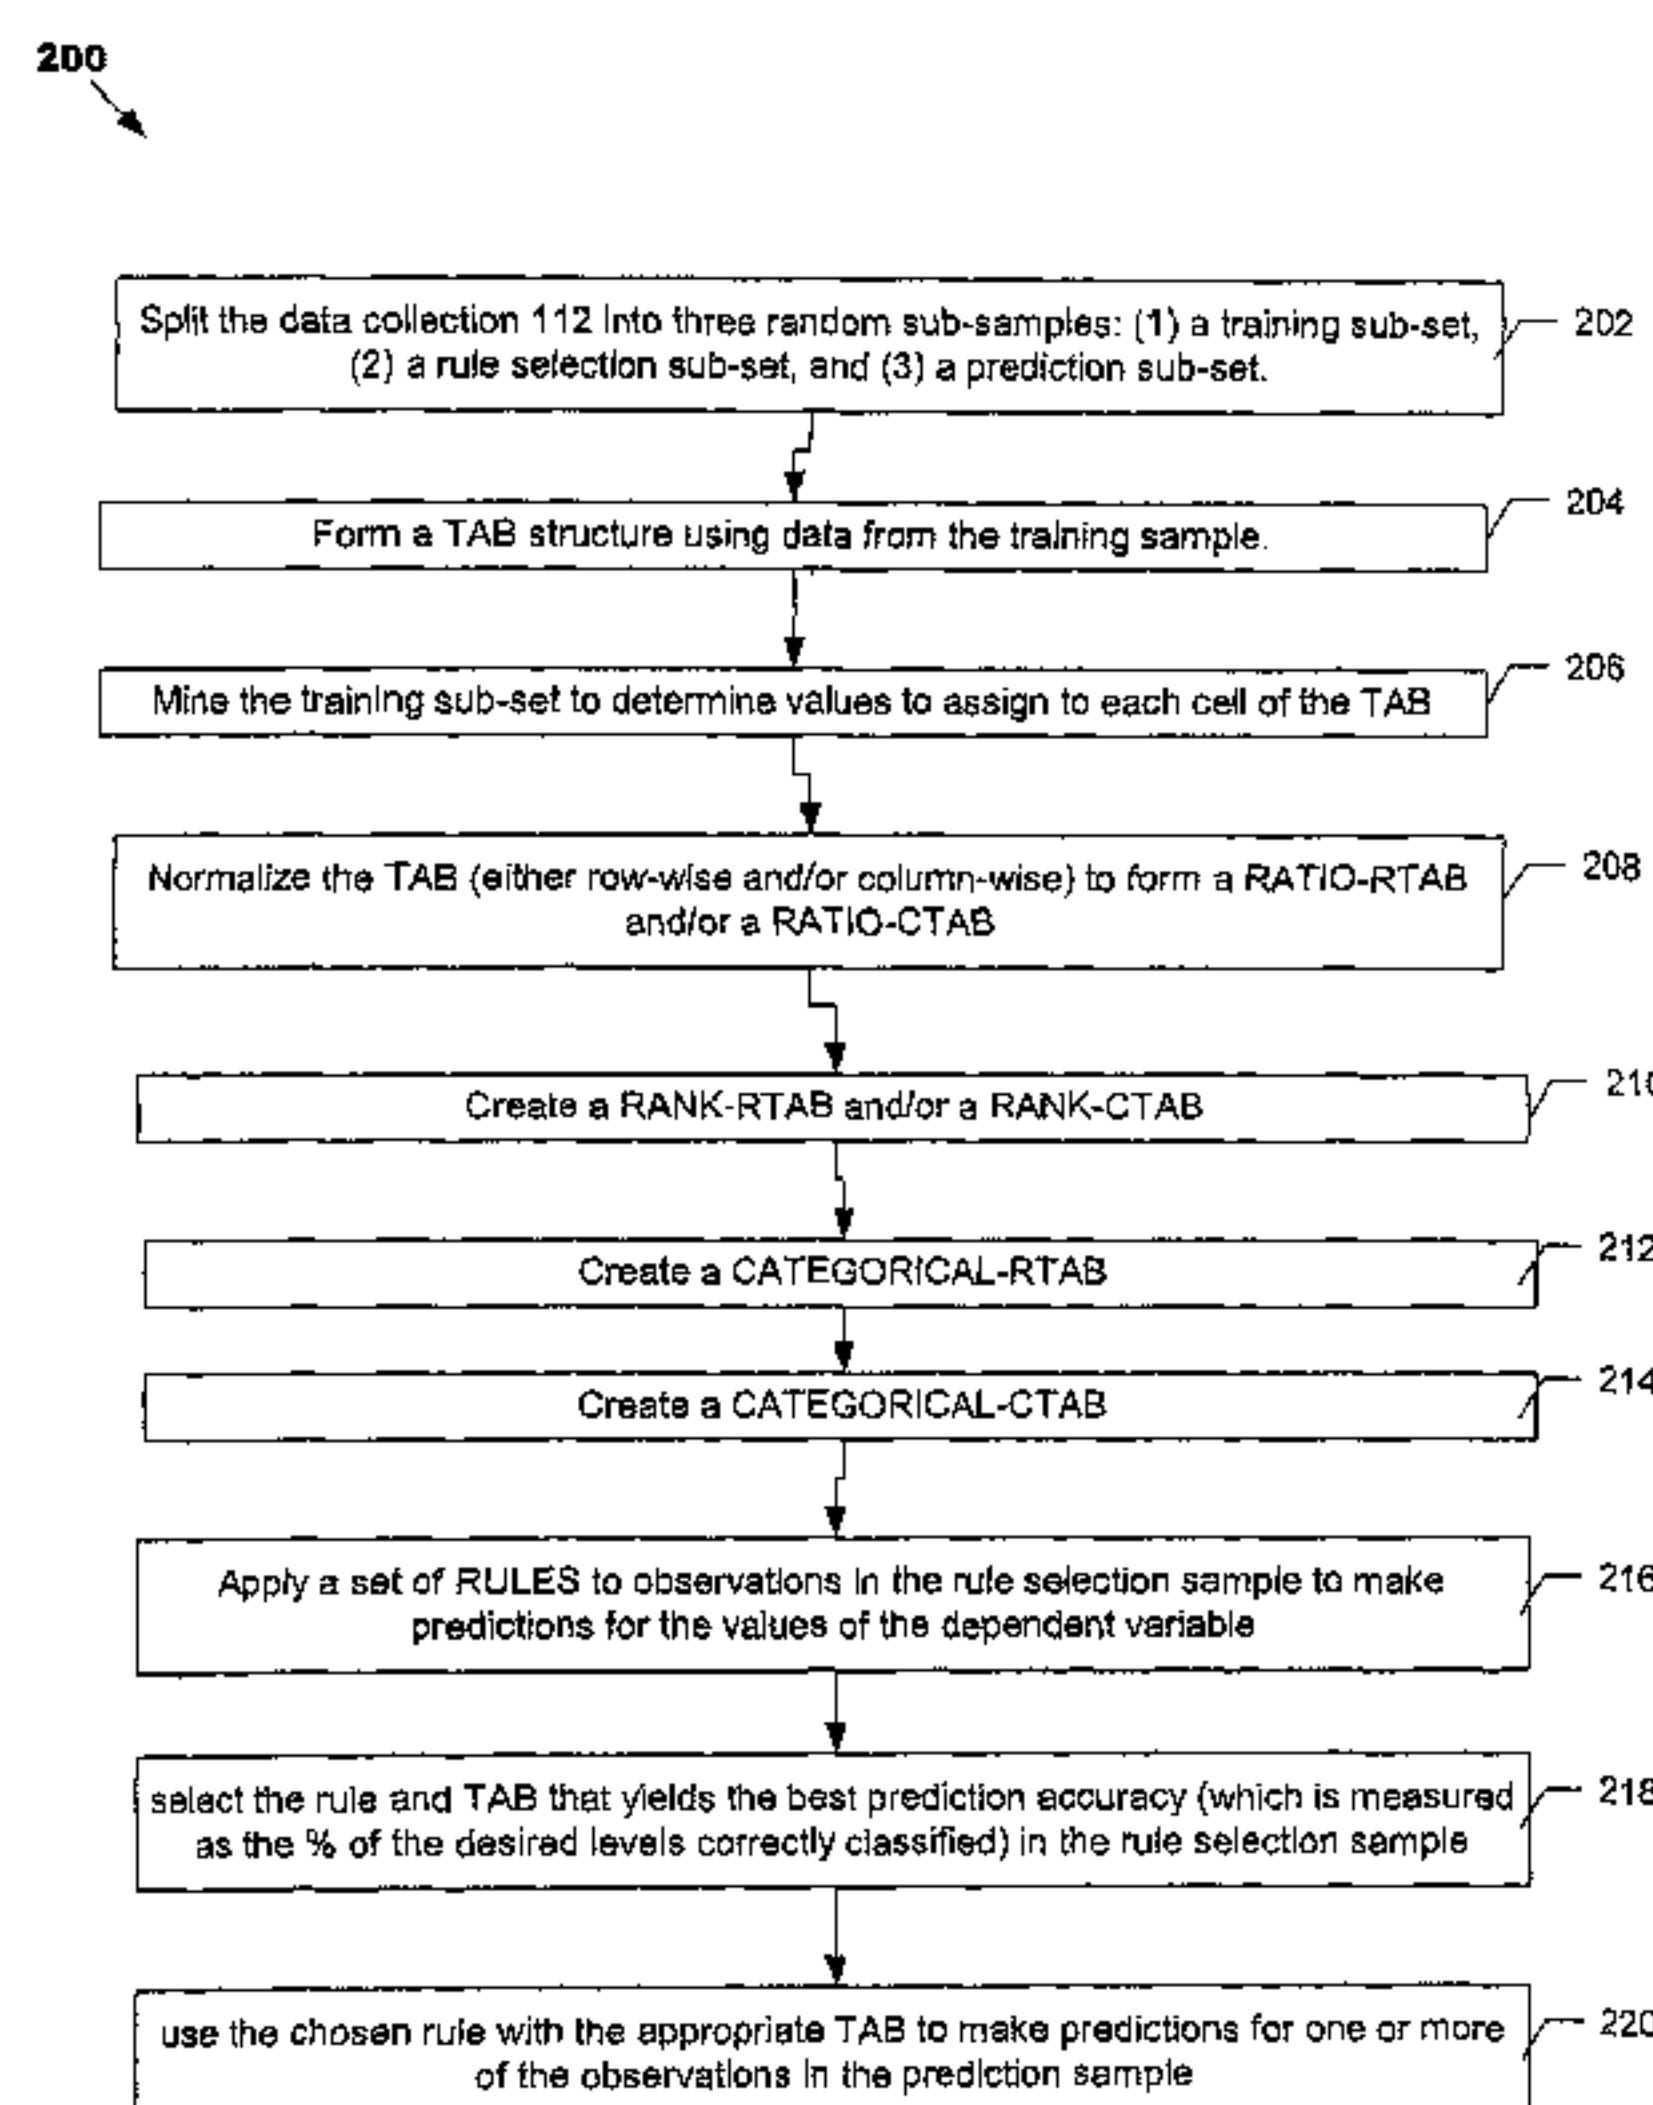 200
Split the data collection 112 into three random sub-samples: (1) a training sub-set,
(2) a rule selection sub-set, and (3) a prediction sub-set.
202
Form a TAB structure using data from the training sample.
204
Mine the training sub-set to determine values to assign to each cell of the TAB
206
Normalize the TAB (either row-wise and/or column-wise) to form a RATIO-RTAB
and/or a RATIO-CTAB
208
Create a RANK-RTAB and/or a RANK-CTAB
210
Create a CATEGORICAL-RTAB
212
Create a CATEGORICAL-CTAB
214
Apply a set of RULES to observations in the rule selection sample to make
predictions for the values of the dependent variable
216
select the rule and TAB that yields the best prediction accuracy (which is measured
as the % of the desired levels correctly classified) in the rule selection sample
218
use the chosen rule with the appropriate TAB to make predictions for one or more
of the observations in the prediction sample
220